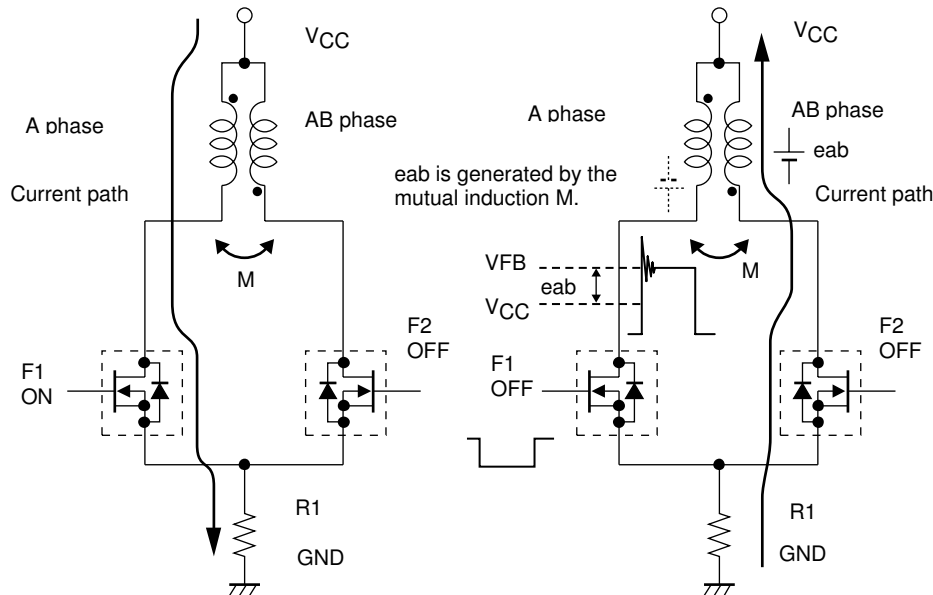 VCC
A phase
AB phase
Current path
M
F1
ON
F2
OFF
R1
GND
VCC
A phase
AB phase
eab
eab is generated by the
mutual induction M.
Current path
VFB
eab
VCC
M
F1
OFF
F2
OFF
R1
GND